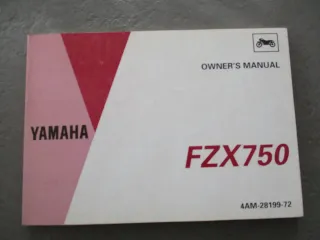 OWNER'S MANUAL
YAMAHA
FZX750
4AM-28199-72